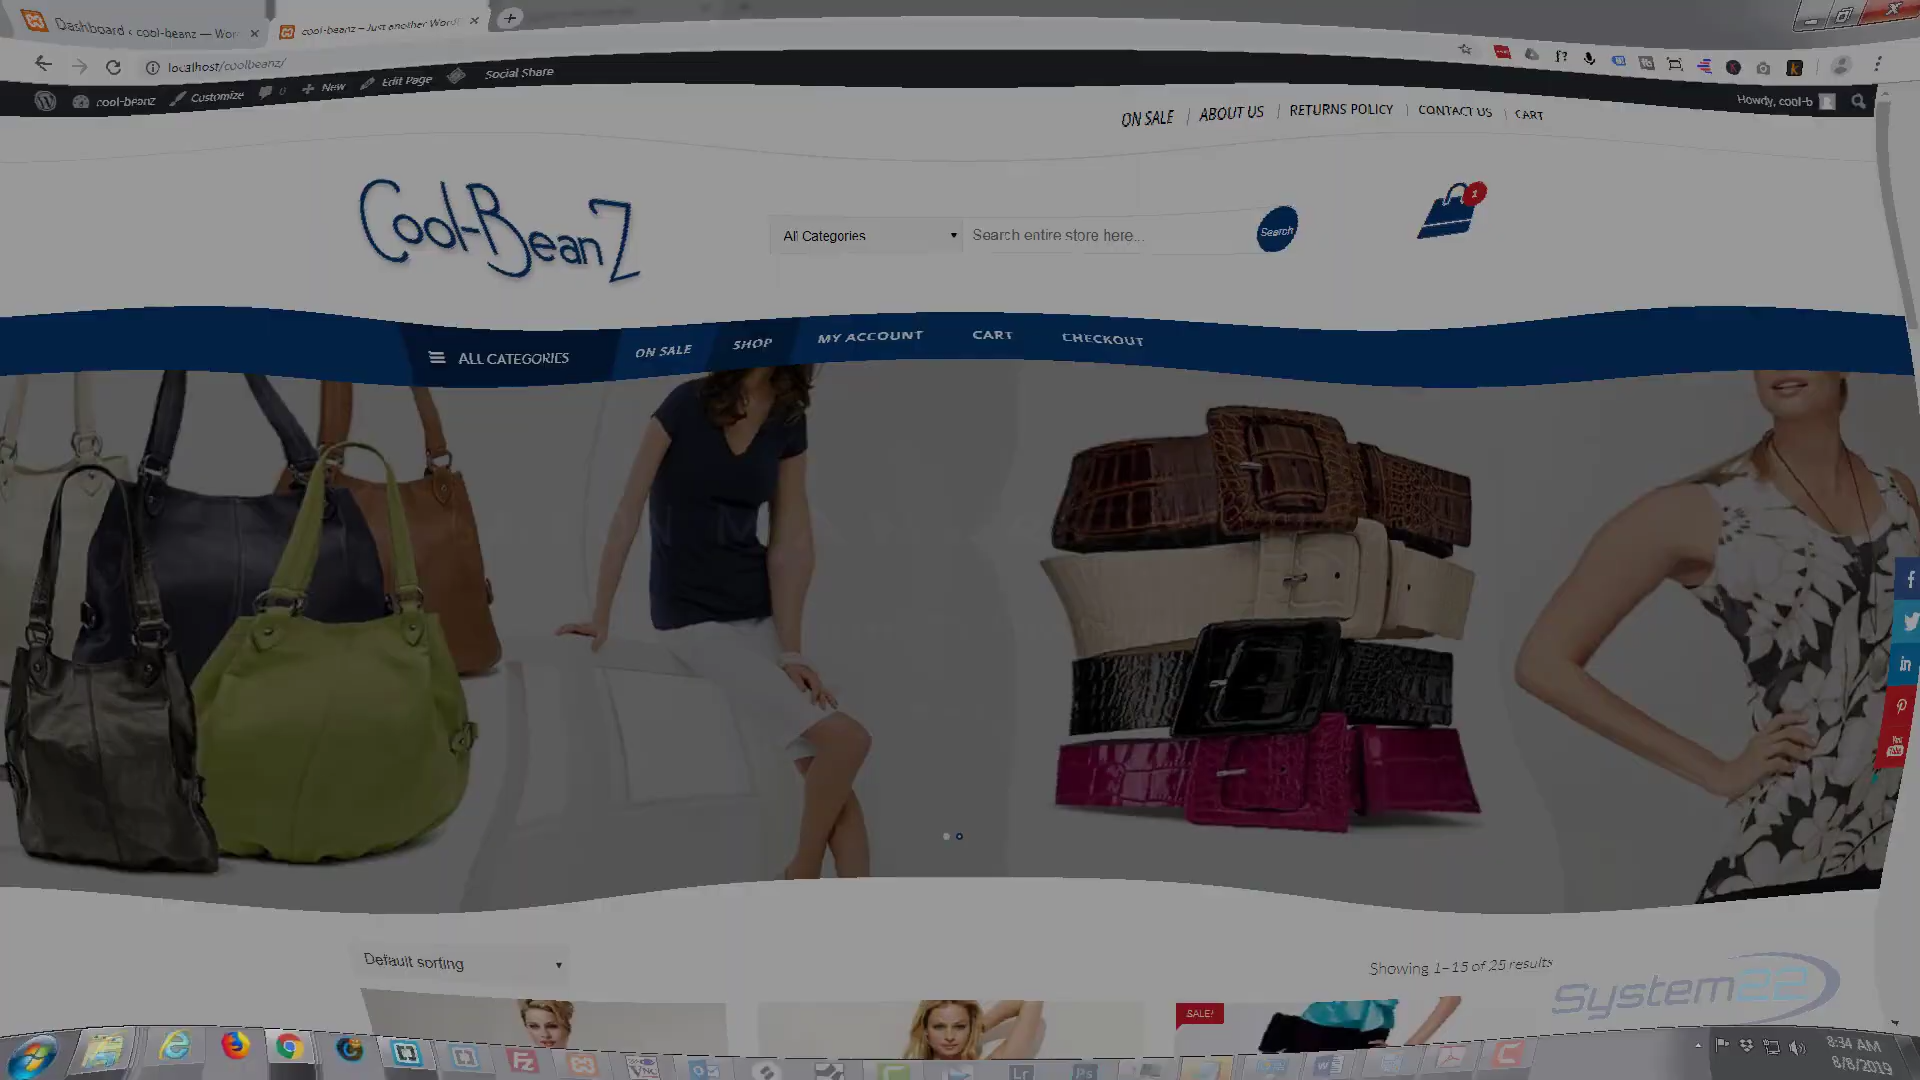 Dashboard ‹ cool-beanz — Wor
cool-beanz – Just another Word
localhost/coolbeanz/
cool-beanz
Customize
0
New
Edit Page
Social Share
Howdy, cool-b
ON SALE
ABOUT US
RETURNS POLICY
CONTACT US
CART
Cool-BeanZ
All Categories
Search entire store here...
Search
1
ALL CATEGORIES
ON SALE
SHOP
MY ACCOUNT
CART
CHECKOUT
Default sorting
Showing 1–15 of 25 results
SALE!
System22
8:34 AM
8/8/2019